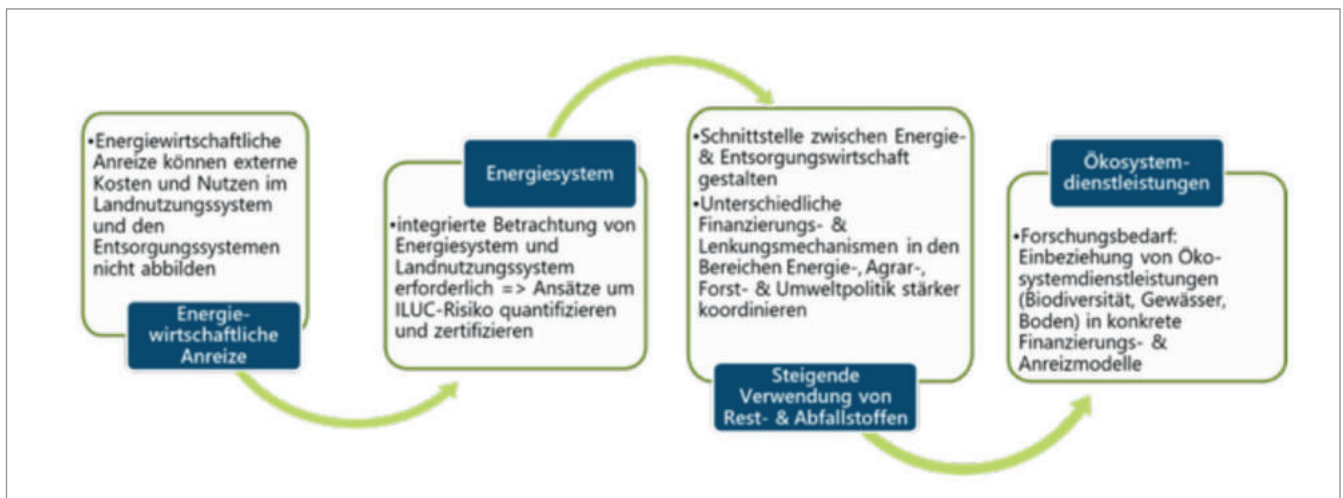 •Energiewirtschaftliche
Anreize können externe
Kosten und Nutzen im
Landnutzungssystem
und den
Entsorgungssystemen
nicht abbilden
Energie-
wirtschaftliche
Anreize
Energiesystem
•integrierte Betrachtung von
Energiesystem und
Landnutzungssystem
erforderlich => Ansätze um
ILUC-Risiko quantifizieren
und zertifizieren
•Schnittstelle zwischen Energie-
& Entsorgungswirtschaft
gestalten
•Unterschiedliche
Finanzierungs- &
Lenkungsmechanismen in den
Bereichen Energie-, Agrar-,
Forst- & Umweltpolitik stärker
koordinieren
Steigende
Verwendung von
Rest- & Abfallstoffen
Ökosystem-
dienstleistungen
•Forschungsbedarf:
Einbeziehung von Öko-
systemdienstleistungen
(Biodiversität, Gewässer,
Boden) in konkrete
Finanzierungs- &
Anreizmodelle